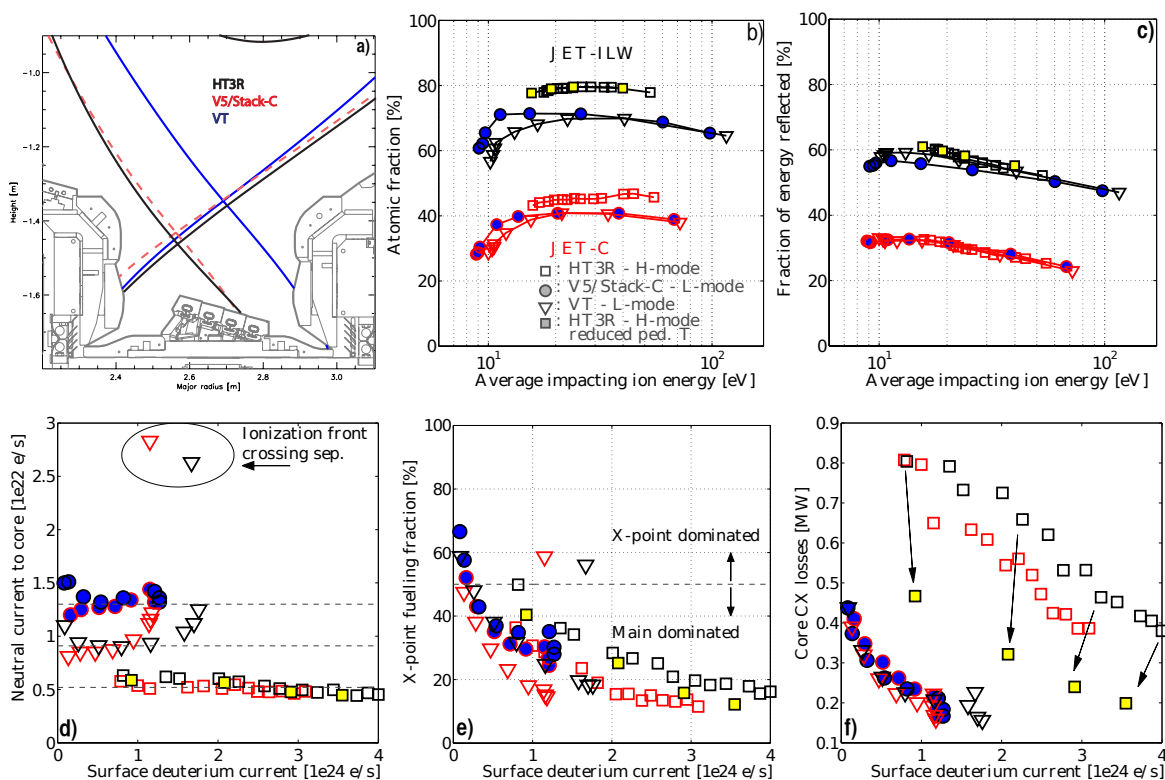 a)
HT3R
V5/Stack-C
VT
Height [m]
-1.0
-1.2
-1.4
-1.6
2.4
2.6
2.8
3.0
Major radius [m]
b)
JET-ILW
JET-C
: HT3R - H-mode
: V5/Stack-C - L-mode
: VT - L-mode
: HT3R - H-mode
reduced ped. T
Atomic fraction [%]
100
80
60
40
20
0
10¹
10²
Average impacting ion energy [eV]
c)
Fraction of energy reflected [%]
100
80
60
40
20
0
10¹
10²
Average impacting ion energy [eV]
d)
Ionization front
crossing sep.
Neutral current to core [1e22 e/s]
3
2.5
2
1.5
1
0.5
0
0
1
2
3
4
Surface deuterium current [1e24 e/s]
e)
X-point dominated
Main dominated
X-point fuelling fraction [%]
100
80
60
40
20
0
0
1
2
3
4
Surface deuterium current [1e24 e/s]
f)
Core CX losses [MW]
0.9
0.8
0.7
0.6
0.5
0.4
0.3
0.2
0.1
0
1
2
3
4
Surface deuterium current [1e24 e/s]